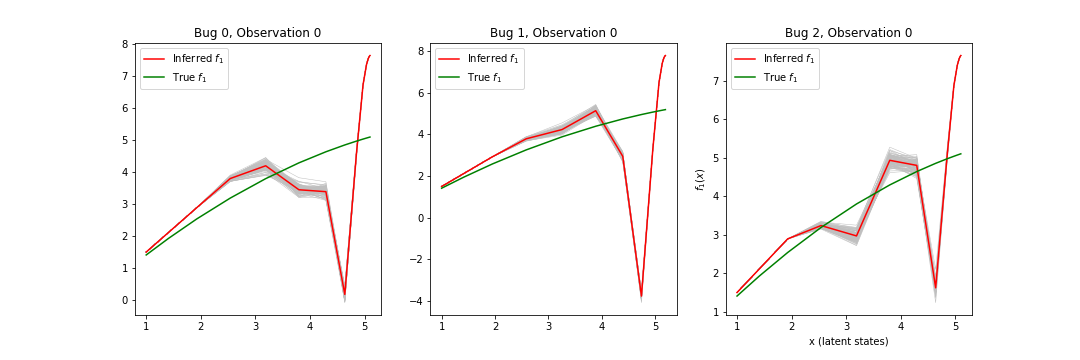 Bug 0, Observation 0
8
7
6
5
4
3
2
1
0
Inferred f₁
True f₁
1 2 3 4 5
Bug 1, Observation 0
8
6
4
2
0
−2
−4
Inferred f₁
True f₁
1 2 3 4 5
Bug 2, Observation 0
f₁(x)
7
6
5
4
3
2
1
Inferred f₁
True f₁
1 2 3 4 5
x (latent states)